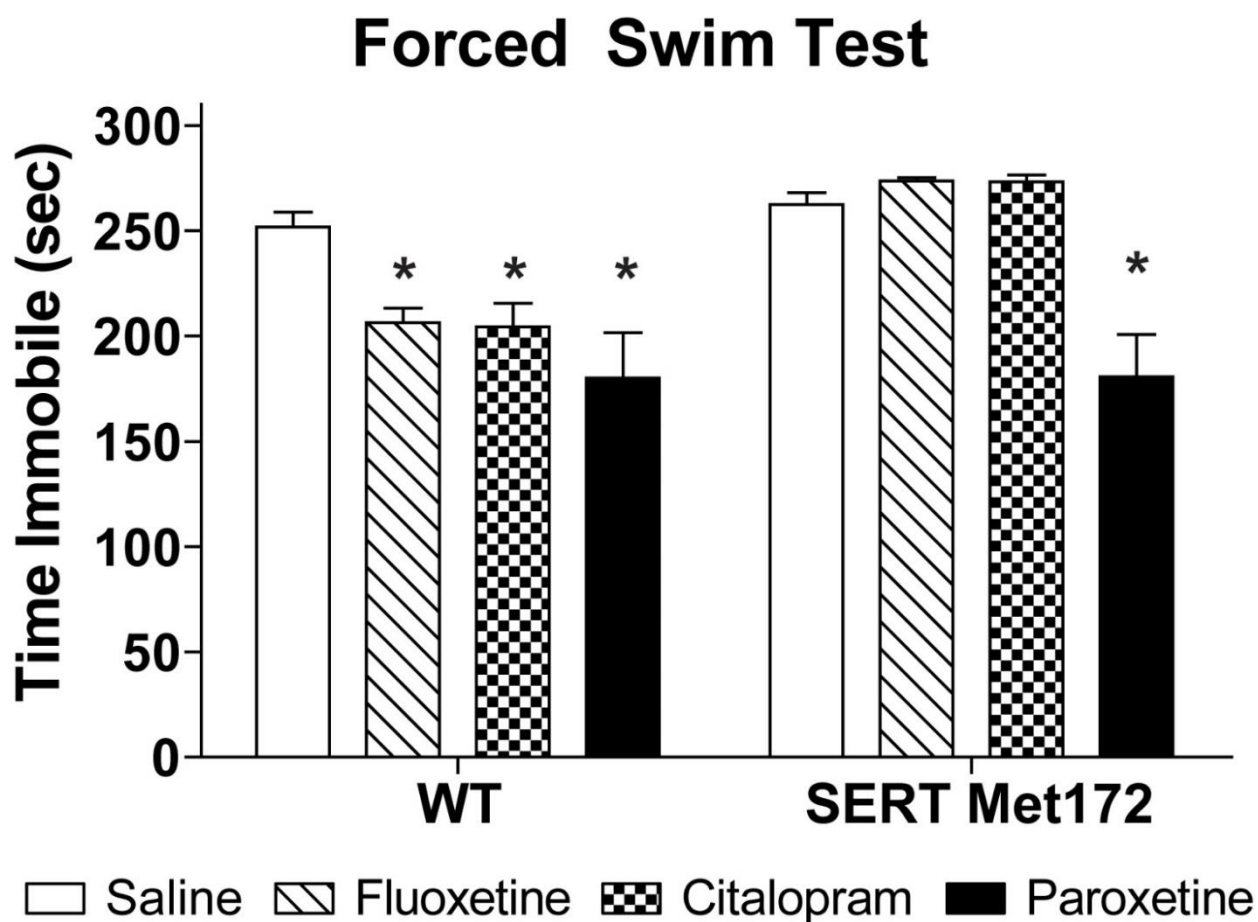 Forced Swim Test
Time Immobile (sec)
300
250
200
150
100
50
0
* * * *
WT SERT Met172
Saline Fluoxetine Citalopram Paroxetine